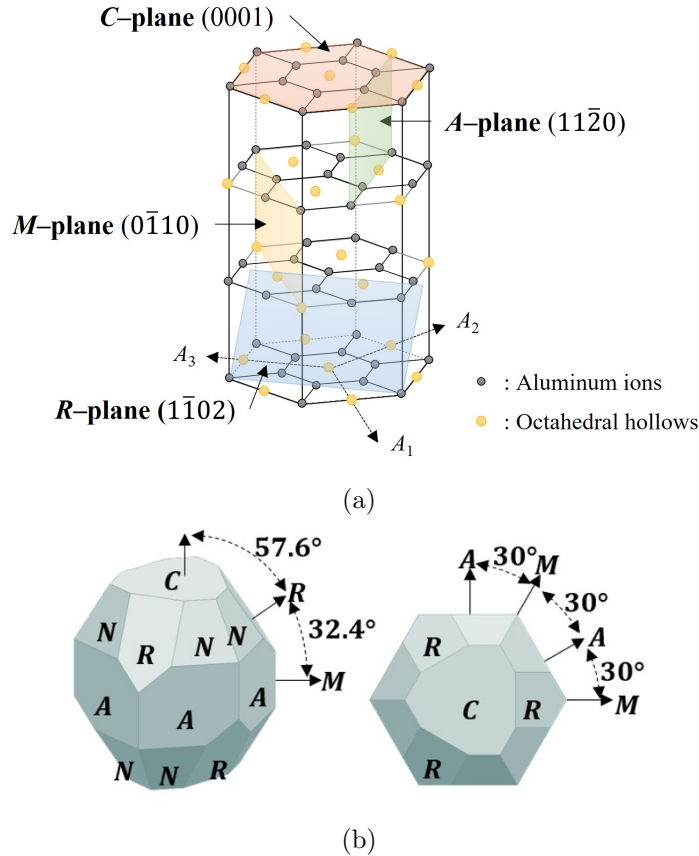 C–plane (0001)
A–plane (112̄0)
M–plane (01̄10)
A₂
A₃
R–plane (11̄02)
A₁
: Aluminum ions
: Octahedral hollows
(a)
57.6°
C
R
N
R
N
N
32.4°
M
A
A
A
N
N
R
A
30°
M
30°
R
A
30°
C
R
M
R
(b)